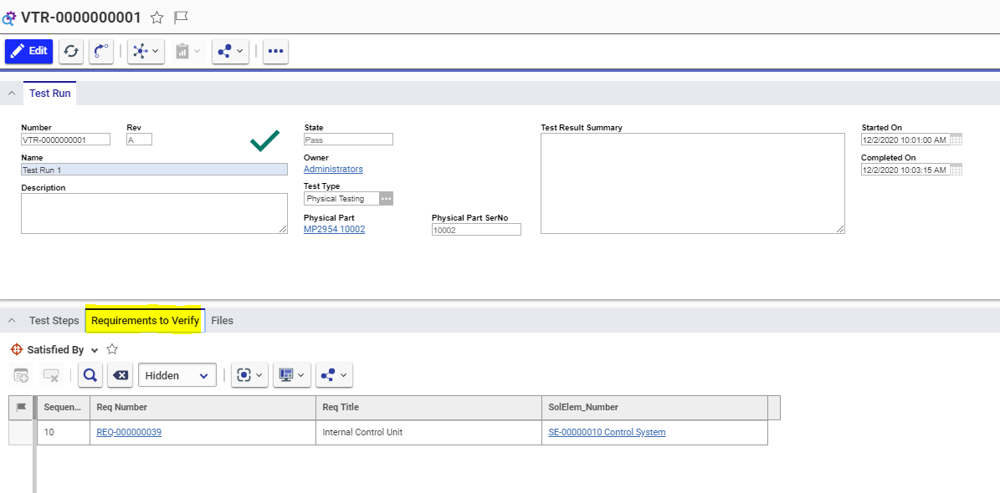 VTR-0000000001
Edit
Test Run
Number
Rev
State
Test Result Summary
Started On
VTR-0000000001
A
Pass
12/2/2020 10:01:00 AM
Name
Owner
Completed On
Test Run 1
Administrators
12/2/2020 10:03:15 AM
Description
Test Type
Physical Testing
Physical Part
Physical Part SerNo
MP2954 10002
10002
Test Steps
Requirements to Verify
Files
Satisfied By
Hidden
Sequen...
Req Number
Req Title
SolElem_Number
10
REQ-000000039
Internal Control Unit
SE-00000010 Control System